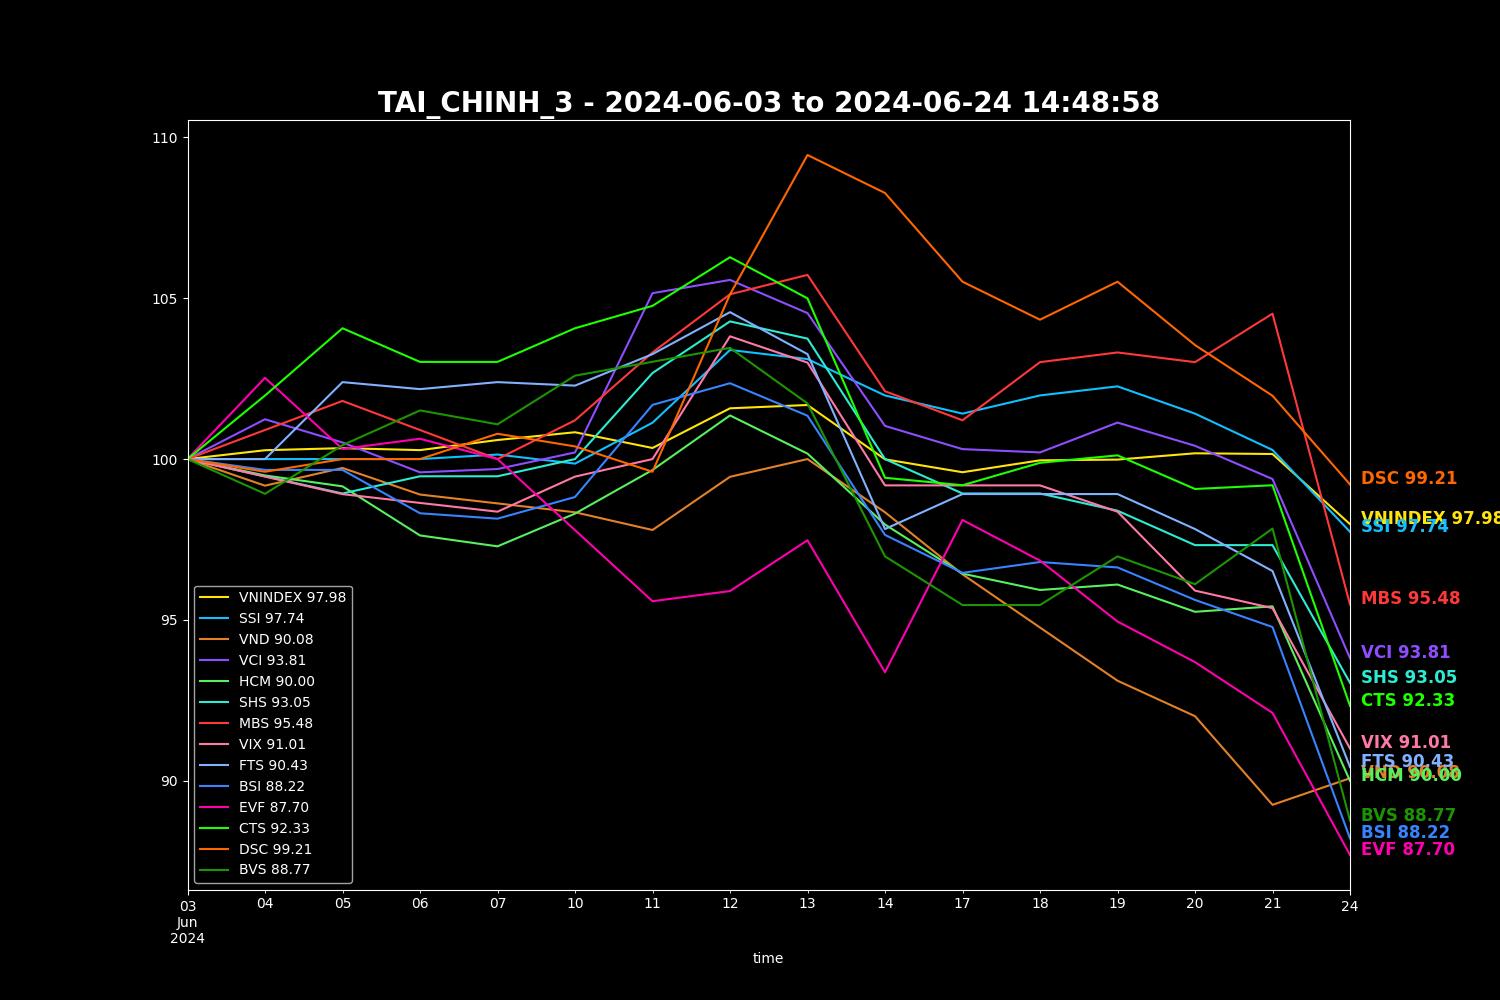 TAI_CHINH_3 - 2024-06-03 to 2024-06-24 14:48:58
110
105
100
95
90
DSC 99.21
VNINDEX 97.98
SSI 97.74
MBS 95.48
VCI 93.81
SHS 93.05
CTS 92.33
VIX 91.01
FTS 90.43
VND 90.08
HCM 90.00
BVS 88.77
BSI 88.22
EVF 87.70
VNINDEX 97.98
SSI 97.74
VND 90.08
VCI 93.81
HCM 90.00
SHS 93.05
MBS 95.48
VIX 91.01
FTS 90.43
BSI 88.22
EVF 87.70
CTS 92.33
DSC 99.21
BVS 88.77
03 04 05 06 07 10 11 12 13 14 17 18 19 20 21 24
Jun
2024
time